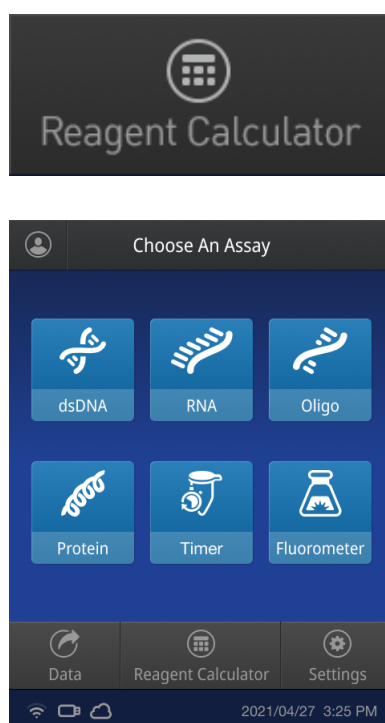 Reagent Calculator
Choose An Assay
dsDNA RNA Oligo
Protein Timer Fluorometer
Data Reagent Calculator Settings
2021/04/27 3:25 PM